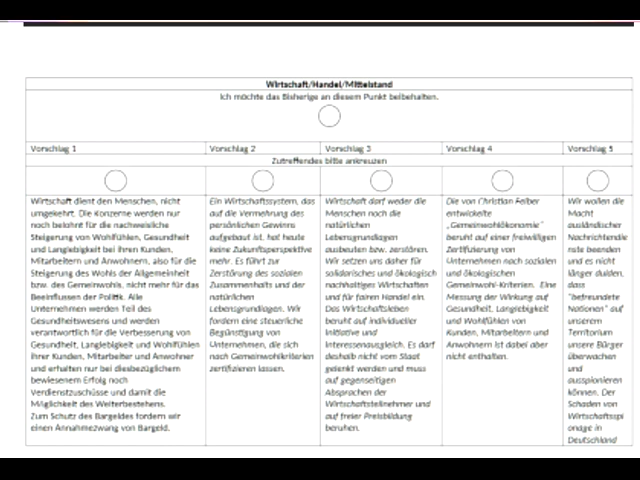 Wirtschaft/Handel/Mittelstand
Ich möchte das Bisherige an diesem Punkt beibehalten.
Vorschlag 1
Vorschlag 2
Vorschlag 3
Vorschlag 4
Vorschlag 5
Zutreffendes bitte ankreuzen
Wirtschaft dient den Menschen, nicht
umgekehrt. Die Konzerne werden nur
noch belohnt für die nachweisliche
Steigerung von Wohlfühlen, Gesundheit
und Langlebigkeit bei ihren Kunden,
Mitarbeitern und Anwohnern, also für die
Steigerung des Wohls der Allgemeinheit
bzw. des Gemeinwohls, nicht mehr für das
Beeinflussen der Politik. Alle
Unternehmen werden Teil des
Gesundheitswesens und werden
verantwortlich für die Verbesserung von
Gesundheit, Langlebigkeit und Wohlfühlen
ihrer Kunden, Mitarbeiter und Anwohner
und erhalten nur bei diesbezüglichem
bewiesenem Erfolg noch
Verdienstzuschüsse und damit die
Möglichkeit des Weiterbestehens.
Zum Schutz des Bargeldes fordern wir
einen Annahmezwang von Bargeld.
Ein Wirtschaftssystem, das
auf die Vermehrung des
persönlichen Gewinns
aufgebaut ist, hat heute
keine Zukunftsperspektive
mehr. Es führt zur
Zerstörung des sozialen
Zusammenhalts und der
natürlichen
Lebensgrundlagen. Wir
fordern eine steuerliche
Begünstigung von
Unternehmen, die sich
nach Gemeinwohlkriterien
zertifizieren lassen.
Wirtschaft darf weder die
Menschen noch die
natürlichen
Lebensgrundlagen
ausbeuten bzw. zerstören.
Wir setzen uns daher für
solidarisches und ökologisch
nachhaltiges Wirtschaften
und für fairen Handel ein.
Das Wirtschaftsleben
beruht auf individueller
Initiative und
Interessenausgleich. Es darf
deshalb nicht vom Staat
gelenkt werden und muss
auf gegenseitigen
Absprachen der
Wirtschaftsteilnehmer und
auf freier Preisbildung
beruhen.
Die von Christian Felber
entwickelte
„Gemeinwohlökonomie“
beruht auf einer freiwilligen
Zertifizierung von
Unternehmen nach sozialen
und ökologischen
Gemeinwohl-Kriterien. Eine
Messung der Wirkung auf
Gesundheit, Langlebigkeit
und Wohlfühlen von
Kunden, Mitarbeitern und
Anwohnern ist dabei aber
nicht enthalten.
Wir wollen die
Macht
ausländischer
Nachrichtendie
nste beenden
und es nicht
länger dulden,
dass
"befreundete
Nationen" auf
unserem
Territorium
unsere Bürger
überwachen
und
ausspionieren
können. Der
Schaden von
Wirtschaftsspi
onage in
Deutschland